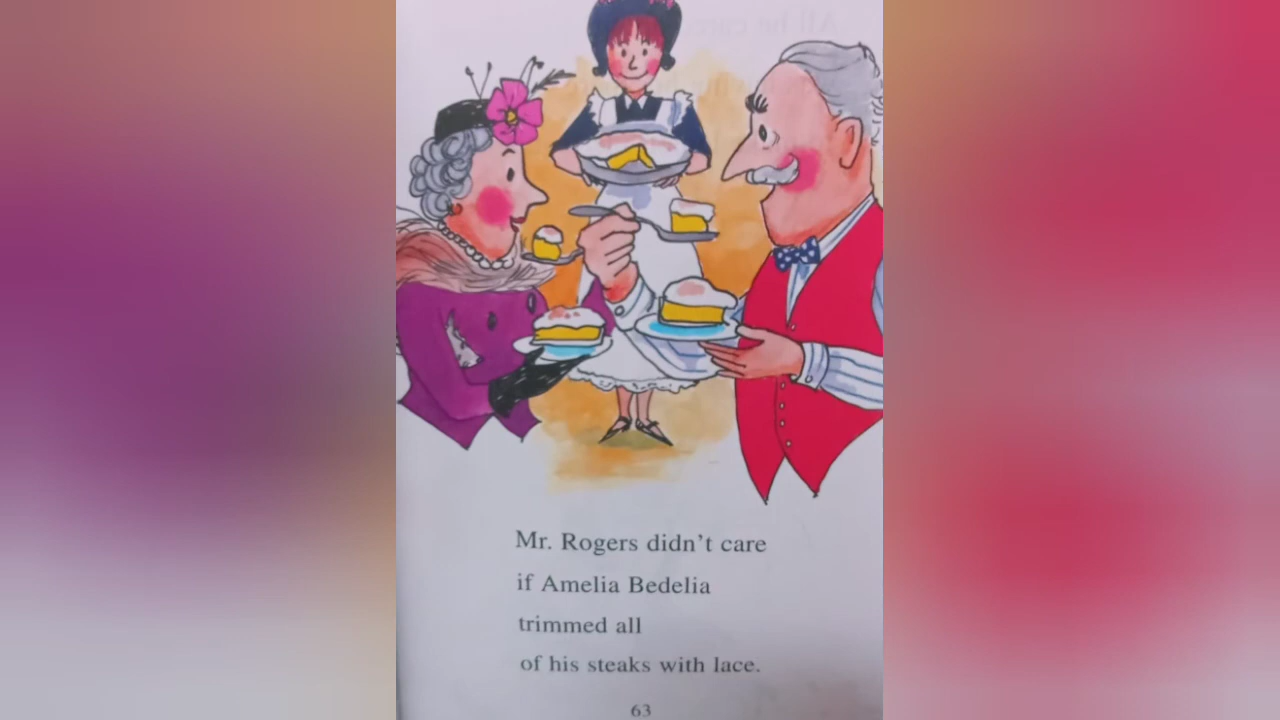 Mr. Rogers didn't care
if Amelia Bedelia
trimmed all
of his steaks with lace.
63